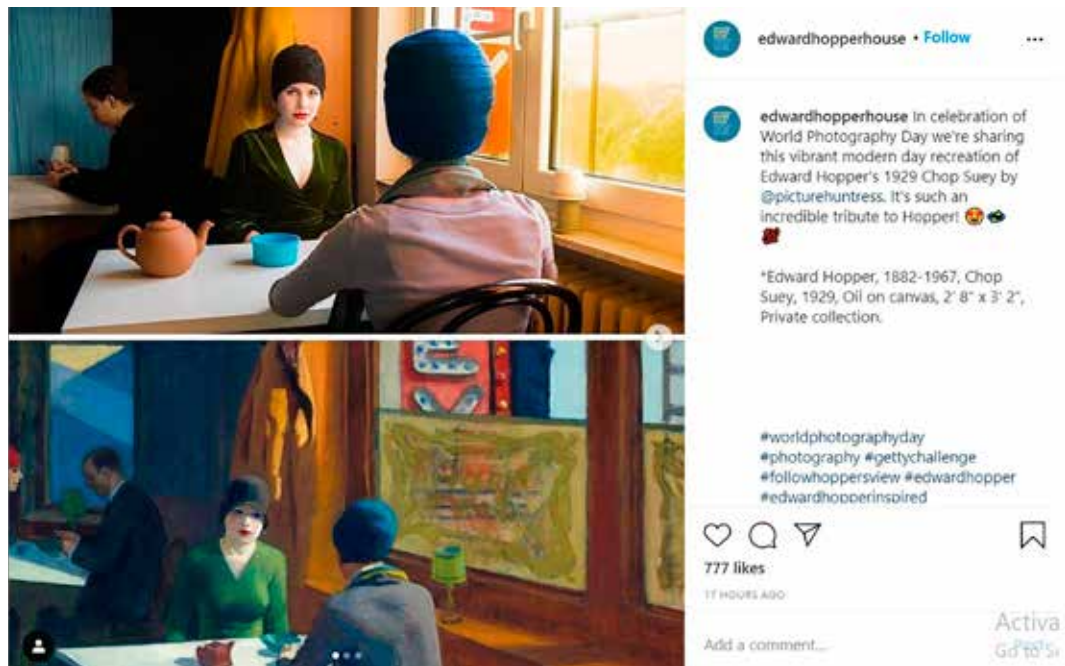 edwardhopperhouse • Follow
edwardhopperhouse In celebration of
World Photography Day we're sharing
this vibrant modern day recreation of
Edward Hopper's 1929 Chop Suey by
@picturehuntress. It's such an
incredible tribute to Hopper! 😍
*Edward Hopper, 1882-1967, Chop
Suey, 1929, Oil on canvas, 2' 8" x 3' 2",
Private collection.
#worldphotographyday
#photography #gettychallenge
#followhoppersview #edwardhopper
#edwardhopperinspired
777 likes
17 HOURS AGO
Add a comment...
Activa
Go to S